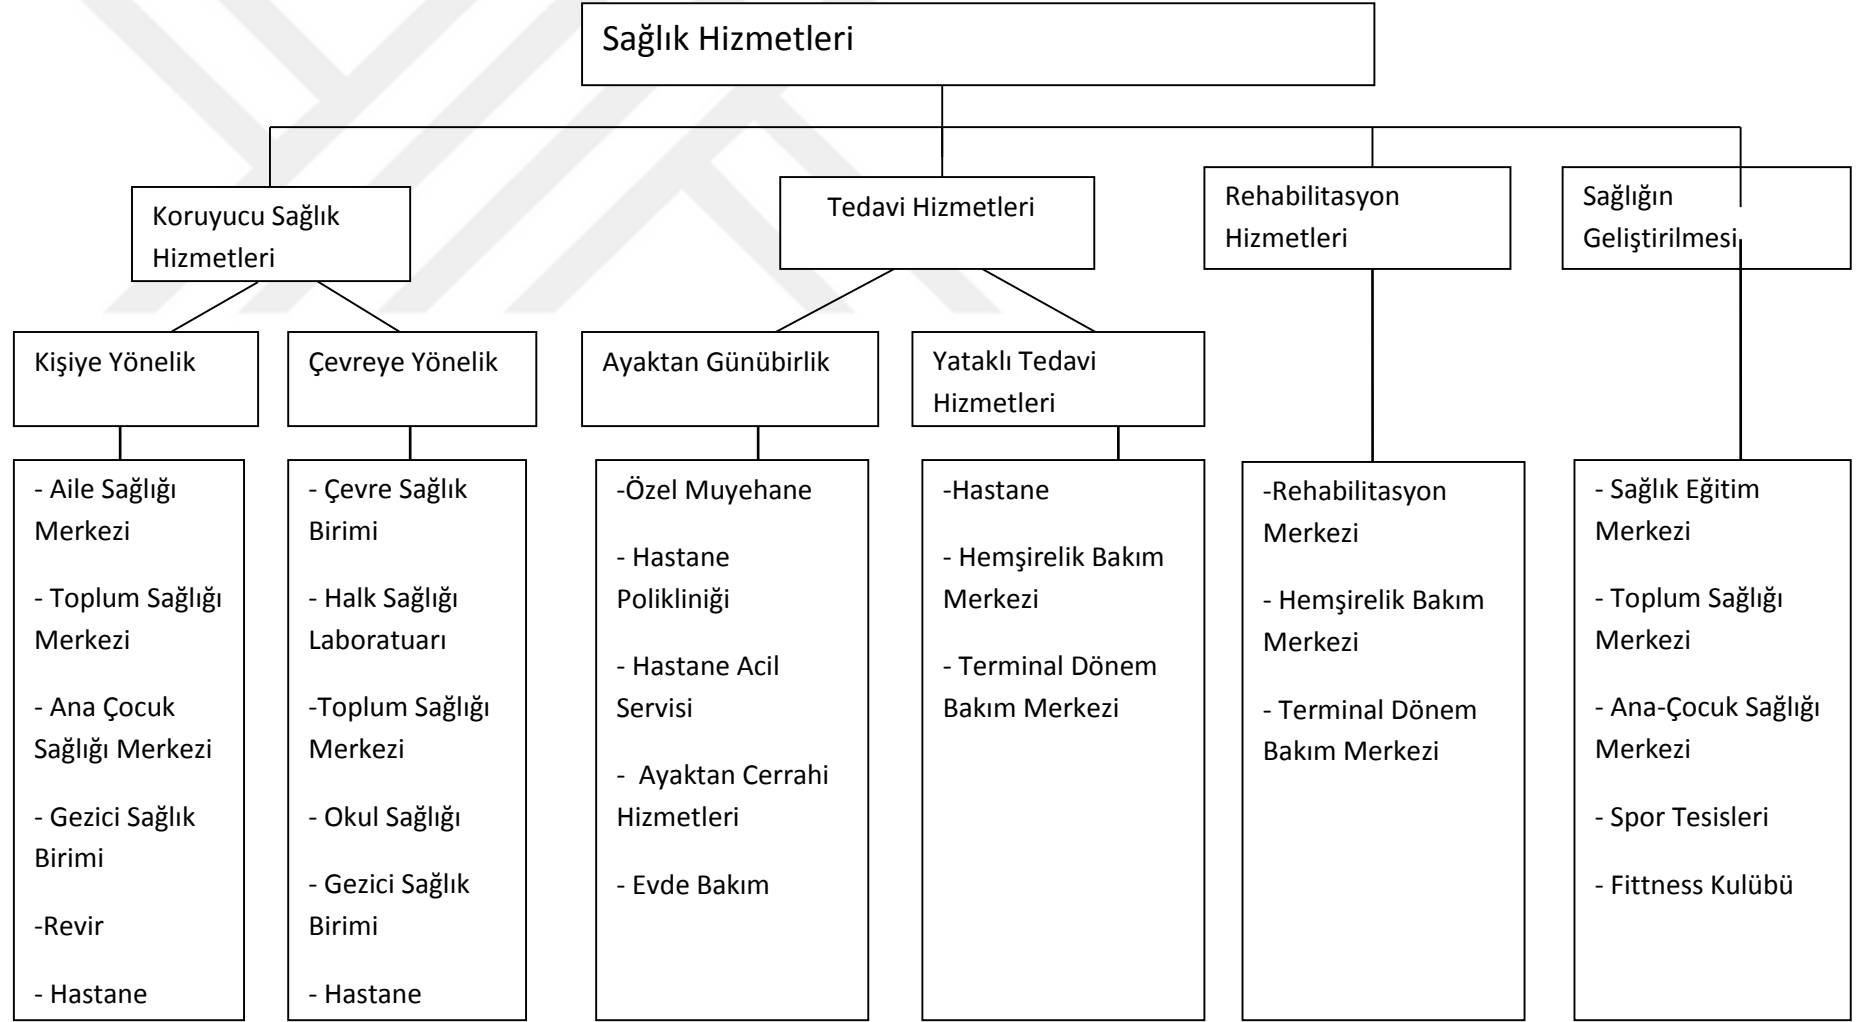 Sağlık Hizmetleri
Koruyucu Sağlık
Hizmetleri
Tedavi Hizmetleri
Rehabilitasyon
Hizmetleri
Sağlığın
Geliştirilmesi
Kişiye Yönelik
Çevreye Yönelik
Ayaktan Günübirlik
Yataklı Tedavi
Hizmetleri
- Aile Sağlığı
Merkezi
- Toplum Sağlığı
Merkezi
- Ana Çocuk
Sağlığı Merkezi
- Gezici Sağlık
Birimi
-Revir
- Hastane
- Çevre Sağlık
Birimi
- Halk Sağlığı
Laboratuarı
-Toplum Sağlığı
Merkezi
- Okul Sağlığı
- Gezici Sağlık
Birimi
- Hastane
-Özel Muyehane
- Hastane
Polikliniği
- Hastane Acil
Servisi
- Ayaktan Cerrahi
Hizmetleri
- Evde Bakım
-Hastane
- Hemşirelik Bakım
Merkezi
- Terminal Dönem
Bakım Merkezi
-Rehabilitasyon
Merkezi
- Hemşirelik Bakım
Merkezi
- Terminal Dönem
Bakım Merkezi
- Sağlık Eğitim
Merkezi
- Toplum Sağlığı
Merkezi
- Ana-Çocuk Sağlığı
Merkezi
- Spor Tesisleri
- Fittness Kulübü